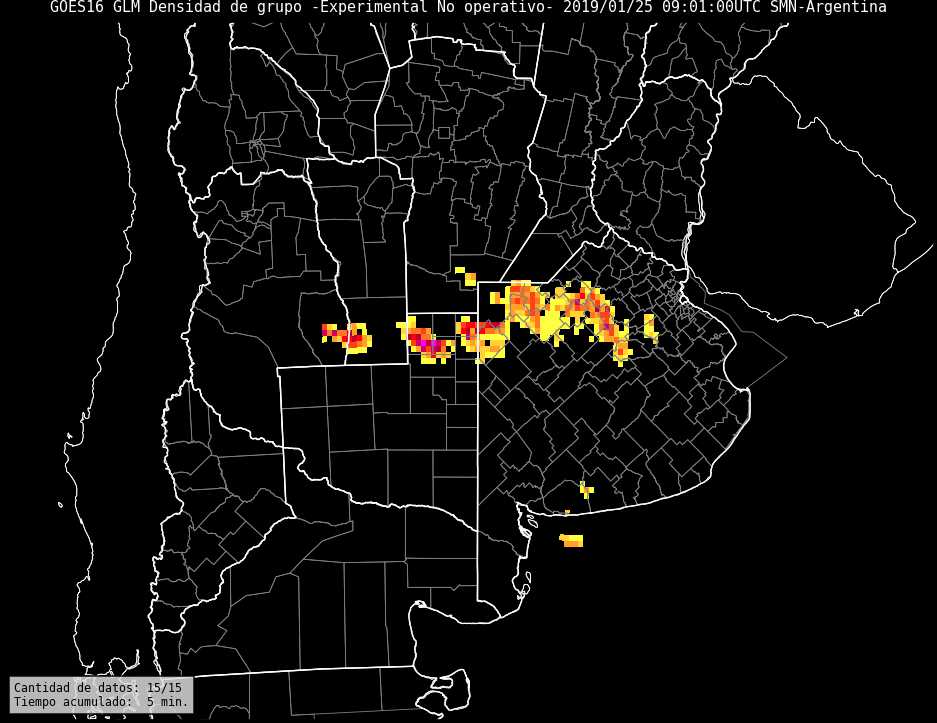 GOES16 GLM Densidad de grupo -Experimental No operativo- 2019/01/25 09:01:00UTC SMN-Argentina
Cantidad de datos: 15/15
Tiempo acumulado:  5 min.